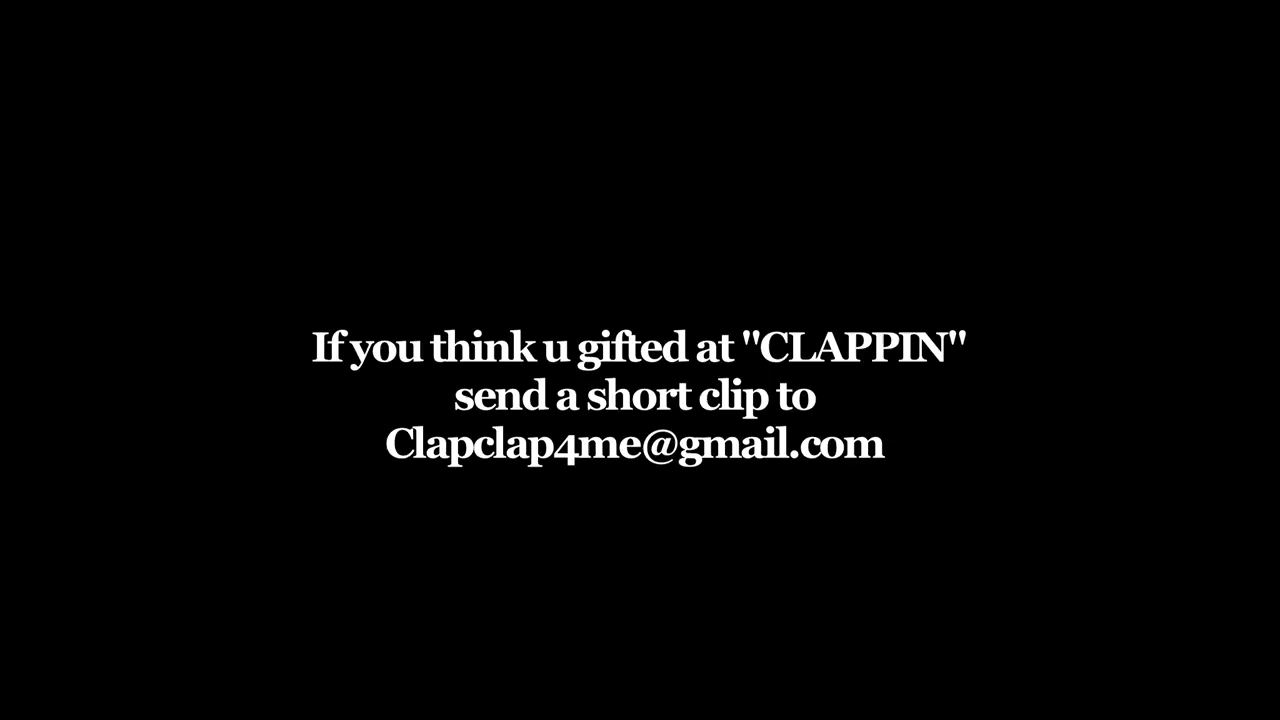 If you think u gifted at "CLAPPIN"
send a short clip to
Clapclap4me@gmail.com